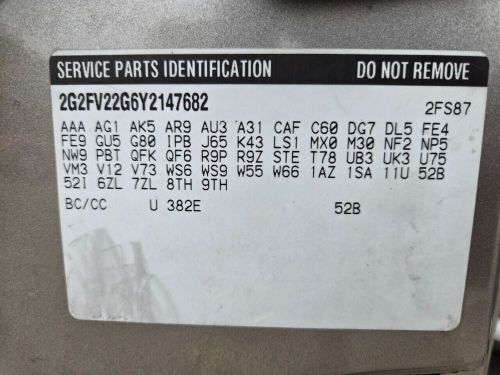 SERVICE PARTS IDENTIFICATION DO NOT REMOVE
2G2FV22G6Y2147682 2FS87
AAA AG1 AK5 AR9 AU3 A31 CAF C60 DG7 DL5 FE4
FE9 GU5 G80 1PB J65 K43 LS1 MX0 M30 NF2 NP5
NW9 PBT QFK QF6 R9P R9Z STE T78 UB3 UK3 U75
VM3 V12 V73 WS6 WS9 W55 W66 1AZ 1SA 11U 52B
521 6ZL 7ZL 8TH 9TH
BC/CC U 382E 52B